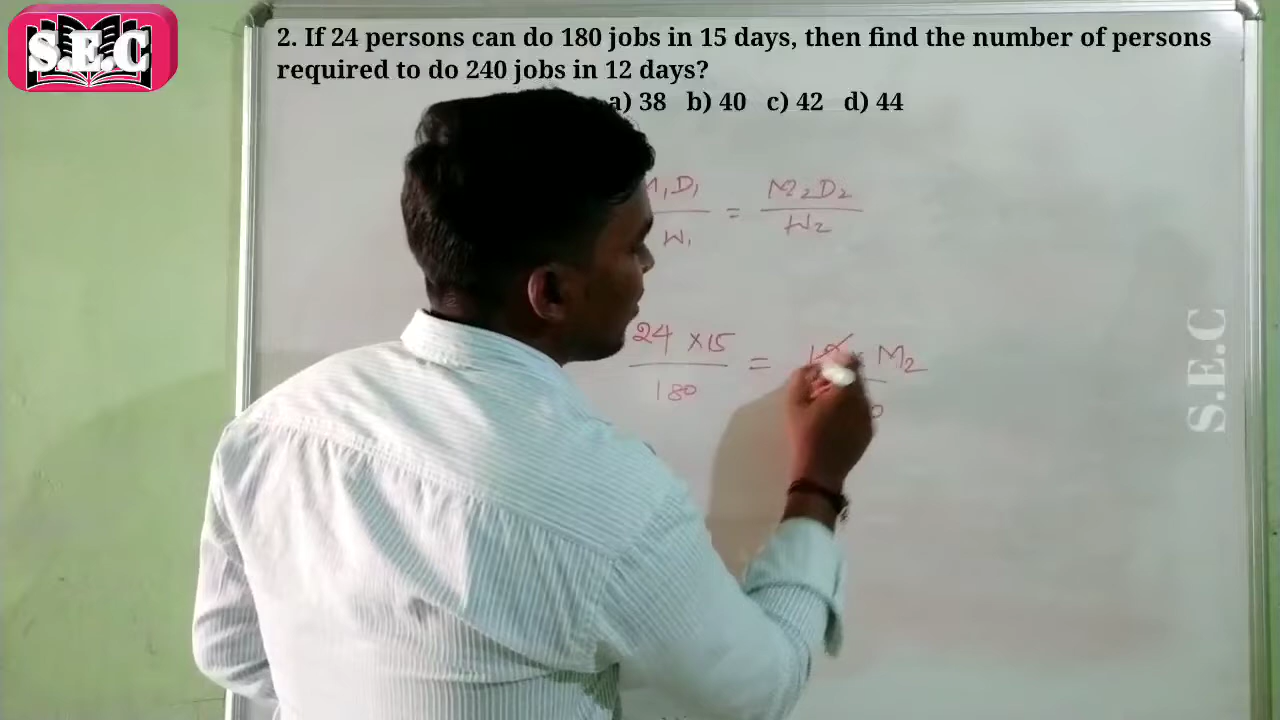 S.E.C
2. If 24 persons can do 180 jobs in 15 days, then find the number of persons
required to do 240 jobs in 12 days?
a) 38 b) 40 c) 42 d) 44
M₁D₁ / W₁ = M₂D₂ / W₂
24 × 15 / 180 = × M₂
S.E.C